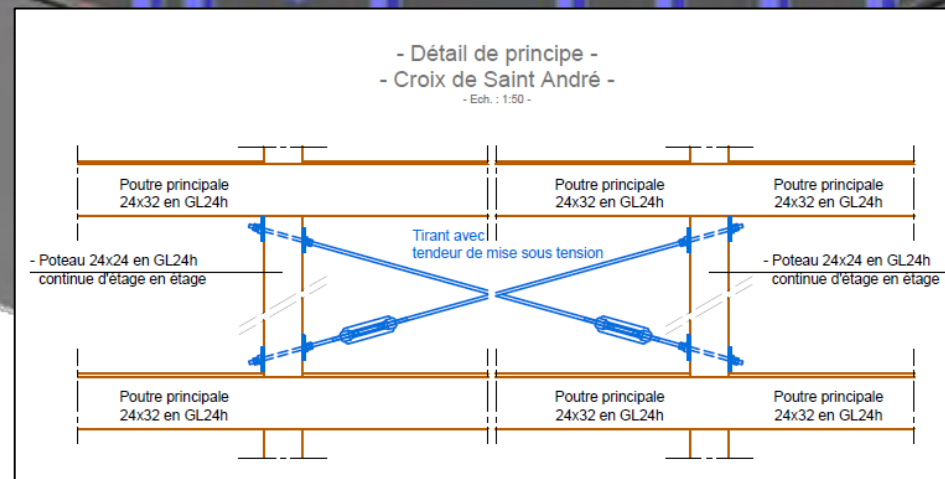 - Détail de principe -
- Croix de Saint André -
- Ech. : 1:50 -
Poutre principale
24x32 en GL24h
Poutre principale
24x32 en GL24h
Poutre principale
24x32 en GL24h
Tirant avec
tendeur de mise sous tension
- Poteau 24x24 en GL24h
continue d'étage en étage
- Poteau 24x24 en GL24h
continue d'étage en étage
Poutre principale
24x32 en GL24h
Poutre principale
24x32 en GL24h
Poutre principale
24x32 en GL24h